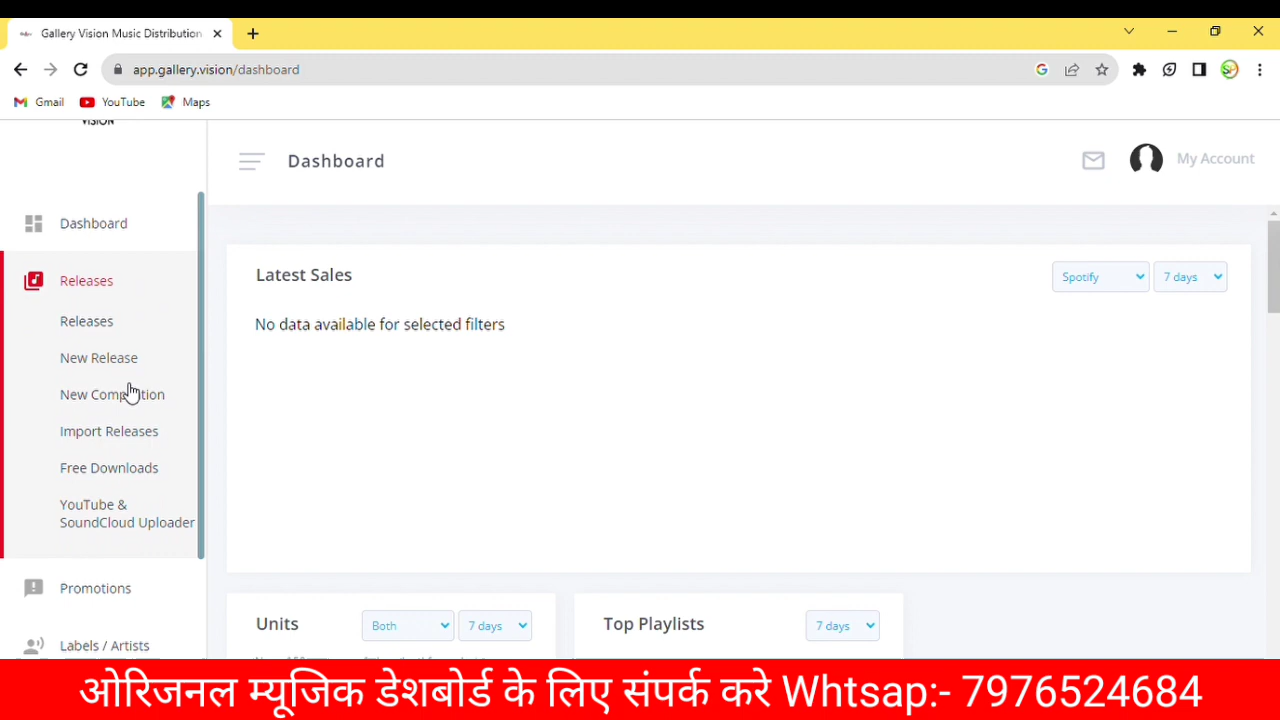 Gallery Vision Music Distribution
app.gallery.vision/dashboard
Gmail YouTube Maps
VISION
Dashboard
My Account
Dashboard
Releases
Releases
New Release
New Compilation
Import Releases
Free Downloads
YouTube &
SoundCloud Uploader
Promotions
Labels / Artists
Latest Sales
Spotify 7 days
No data available for selected filters
Units Both 7 days
Top Playlists 7 days
ओरिजनल म्यूजिक डेशबोर्ड के लिए संपर्क करे Whtsap:- 7976524684